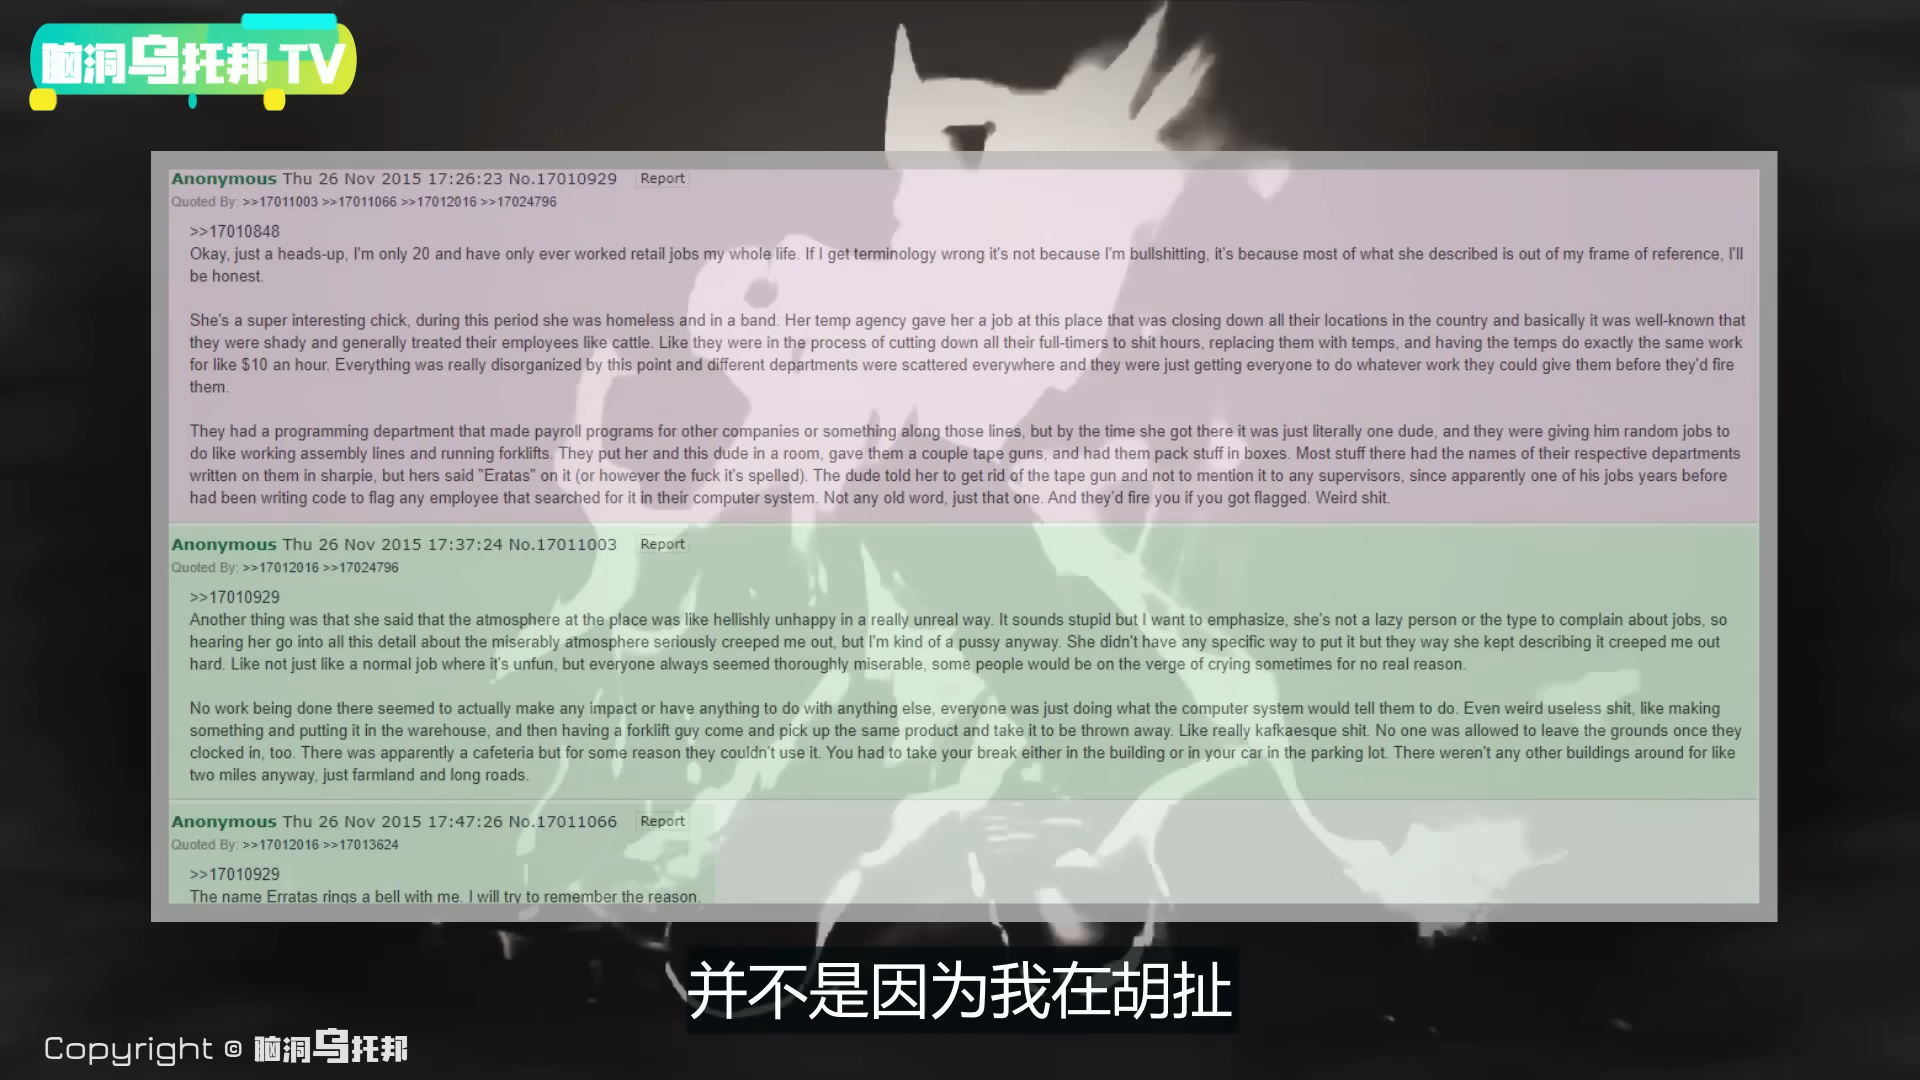 脑洞乌托邦 TV
Anonymous Thu 26 Nov 2015 17:26:23 No.17010929 Report
Quoted By: >>17011003 >>17011066 >>17012016 >>17024796
>>17010848
Okay, just a heads-up, I'm only 20 and have only ever worked retail jobs my whole life. If I get terminology wrong it's not because I'm bullshitting, it's because most of what she described is out of my frame of reference, I'll
be honest.
She's a super interesting chick, during this period she was homeless and in a band. Her temp agency gave her a job at this place that was closing down all their locations in the country and basically it was well-known that
they were shady and generally treated their employees like cattle. Like they were in the process of cutting down all their full-timers to shit hours, replacing them with temps, and having the temps do exactly the same work
for like $10 an hour. Everything was really disorganized by this point and different departments were scattered everywhere and they were just getting everyone to do whatever work they could give them before they'd fire
them.
They had a programming department that made payroll programs for other companies or something along those lines, but by the time she got there it was just literally one dude, and they were giving him random jobs to
do like working assembly lines and running forklifts. They put her and this dude in a room, gave them a couple tape guns, and had them pack stuff in boxes. Most stuff there had the names of their respective departments
written on them in sharpie, but hers said "Eratas" on it (or however the fuck it's spelled). The dude told her to get rid of the tape gun and not to mention it to any supervisors, since apparently one of his jobs years before
had been writing code to flag any employee that searched for it in their computer system. Not any old word, just that one. And they'd fire you if you got flagged. Weird shit.
Anonymous Thu 26 Nov 2015 17:37:24 No.17011003 Report
Quoted By: >>17012016 >>17024796
>>17010929
Another thing was that she said that the atmosphere at the place was like hellishly unhappy in a really unreal way. It sounds stupid but I want to emphasize, she's not a lazy person or the type to complain about jobs, so
hearing her go into all this detail about the miserably atmosphere seriously creeped me out, but I'm kind of a pussy anyway. She didn't have any specific way to put it but they way she kept describing it creeped me out
hard. Like not just like a normal job where it's unfun, but everyone always seemed thoroughly miserable, some people would be on the verge of crying sometimes for no real reason.
No work being done there seemed to actually make any impact or have anything to do with anything else, everyone was just doing what the computer system would tell them to do. Even weird useless shit, like making
something and putting it in the warehouse, and then having a forklift guy come and pick up the same product and take it to be thrown away. Like really kafkaesque shit. No one was allowed to leave the grounds once they
clocked in, too. There was apparently a cafeteria but for some reason they couldn't use it. You had to take your break either in the building or in your car in the parking lot. There weren't any other buildings around for like
two miles anyway, just farmland and long roads.
Anonymous Thu 26 Nov 2015 17:47:26 No.17011066 Report
Quoted By: >>17012016 >>17013624
>>17010929
The name Erratas rings a bell with me. I will try to remember the reason.
并不是因为我在胡扯
Copyright © 脑洞乌托邦